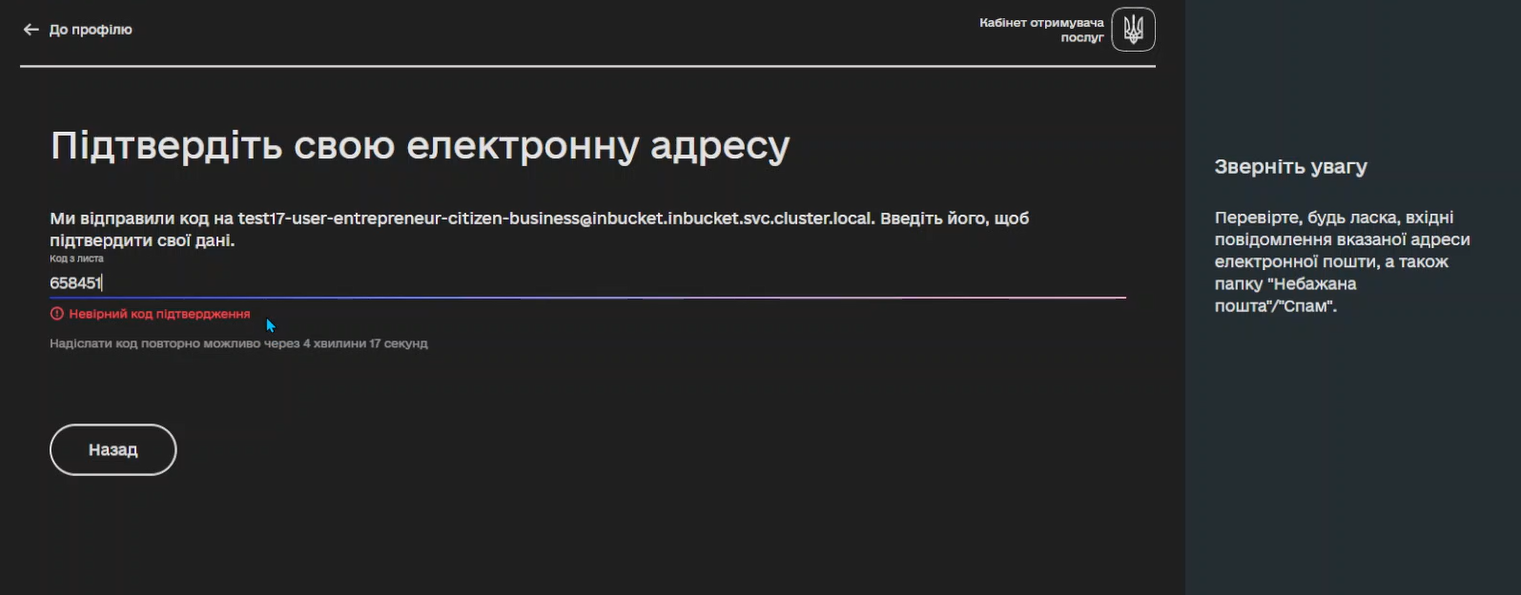 До профілю
Кабінет отримувача
послуг
Підтвердіть свою електронну адресу
Ми відправили код на test17-user-entrepreneur-citizen-business@inbucket.inbucket.svc.cluster.local. Введіть його, щоб
підтвердити свої дані.
Код з листа
658451
Невірний код підтвердження
Надіслати код повторно можливо через 4 хвилини 17 секунд
Назад
Зверніть увагу
Перевірте, будь ласка, вхідні
повідомлення вказаної адреси
електронної пошти, а також
папку "Небажана
пошта"/"Спам".